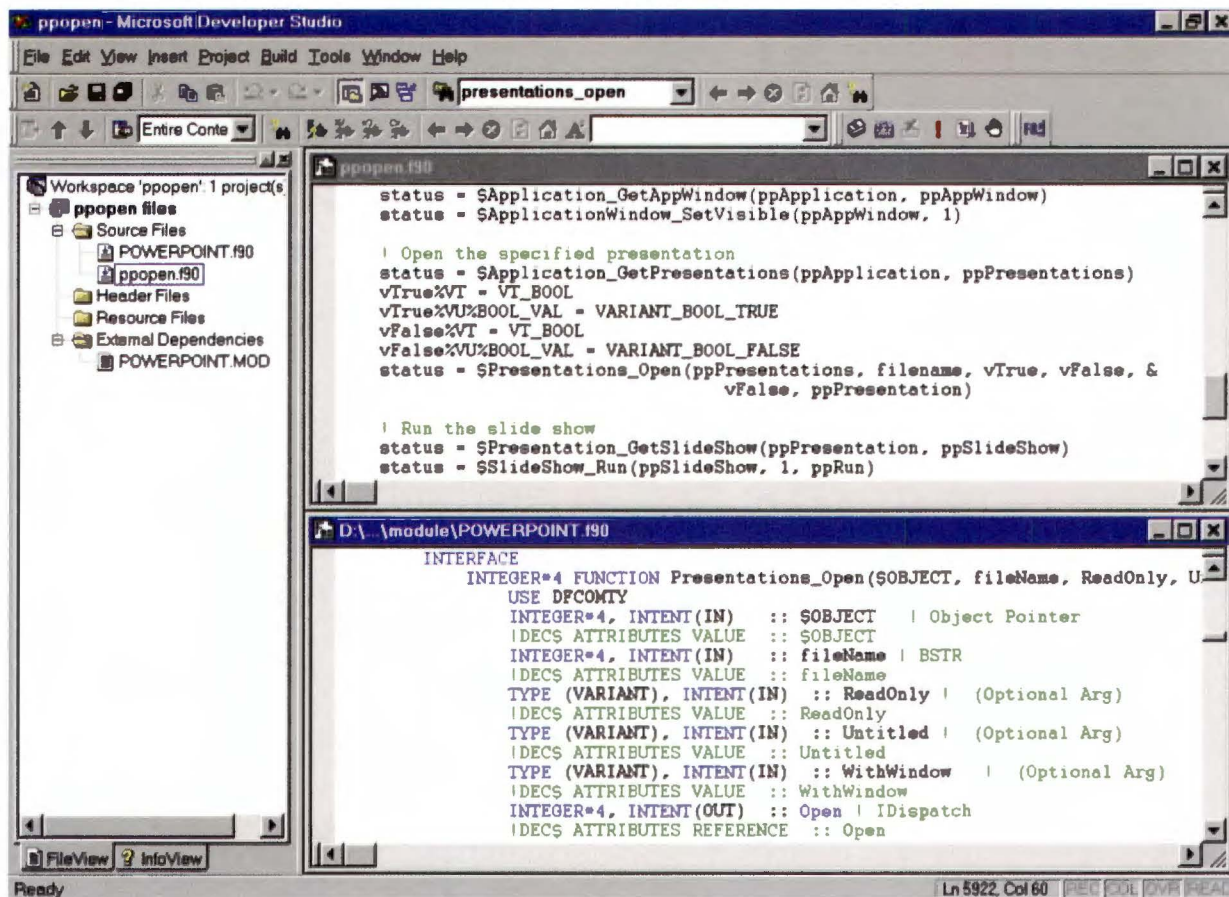 ppopen - Microsoft Developer Studio
File Edit View Insert Project Build Tools Window Help
presentations_open
Entire Conte
Workspace 'ppopen': 1 project(s
ppopen files
Source Files
POWERPOINT.f90
ppopen.f90
Header Files
Resource Files
External Dependencies
POWERPOINT.MOD
FileView InfoView
ppopen.f90
status = $Application_GetAppWindow(ppApplication, ppAppWindow)
status = $ApplicationWindow_SetVisible(ppAppWindow, 1)
! Open the specified presentation
status = $Application_GetPresentations(ppApplication, ppPresentations)
vTrue%VT = VT_BOOL
vTrue%VU%BOOL_VAL = VARIANT_BOOL_TRUE
vFalse%VT = VT_BOOL
vFalse%VU%BOOL_VAL = VARIANT_BOOL_FALSE
status = $Presentations_Open(ppPresentations, filename, vTrue, vFalse, &
vFalse, ppPresentation)
! Run the slide show
status = $Presentation_GetSlideShow(ppPresentation, ppSlideShow)
status = $SlideShow_Run(ppSlideShow, 1, ppRun)
D:\...\module\POWERPOINT.f90
INTERFACE
INTEGER*4 FUNCTION Presentations_Open($OBJECT, fileName, ReadOnly, U
USE DFCOMTY
INTEGER*4, INTENT(IN) :: $OBJECT ! Object Pointer
!DEC$ ATTRIBUTES VALUE :: $OBJECT
INTEGER*4, INTENT(IN) :: fileName ! BSTR
!DEC$ ATTRIBUTES VALUE :: fileName
TYPE (VARIANT), INTENT(IN) :: ReadOnly ! (Optional Arg)
!DEC$ ATTRIBUTES VALUE :: ReadOnly
TYPE (VARIANT), INTENT(IN) :: Untitled ! (Optional Arg)
!DEC$ ATTRIBUTES VALUE :: Untitled
TYPE (VARIANT), INTENT(IN) :: WithWindow ! (Optional Arg)
!DEC$ ATTRIBUTES VALUE :: WithWindow
INTEGER*4, INTENT(OUT) :: Open ! IDispatch
!DEC$ ATTRIBUTES REFERENCE :: Open
Ready
Ln 5922, Col 60 REC COL OVR READ